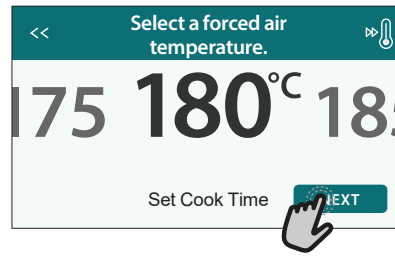 << Select a forced air
temperature.
175 180°C 18
Set Cook Time NEXT